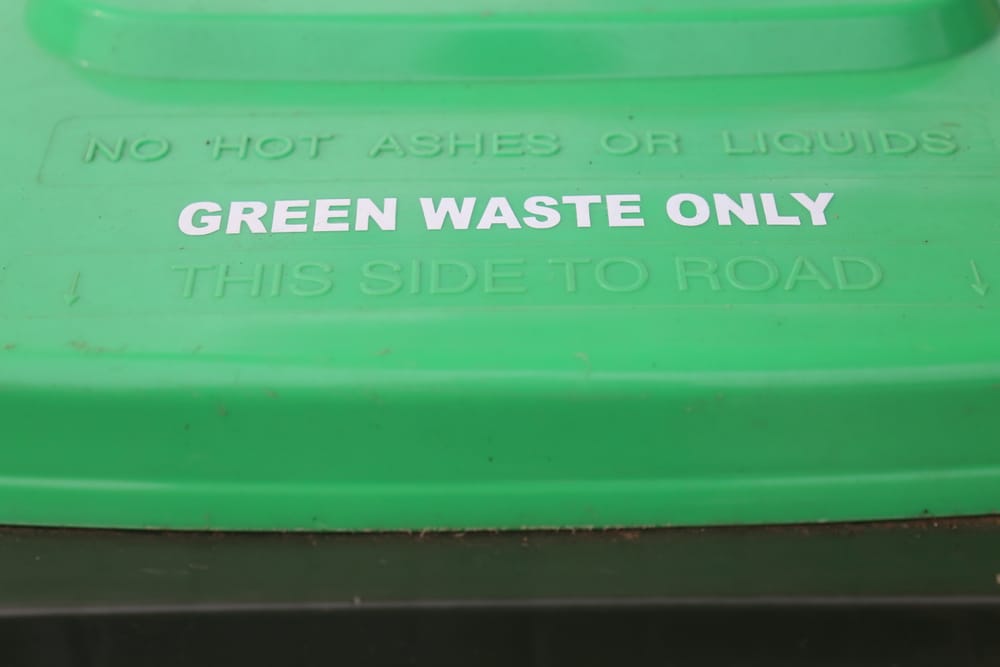 NO HOT ASHES OR LIQUIDS
GREEN WASTE ONLY
THIS SIDE TO ROAD